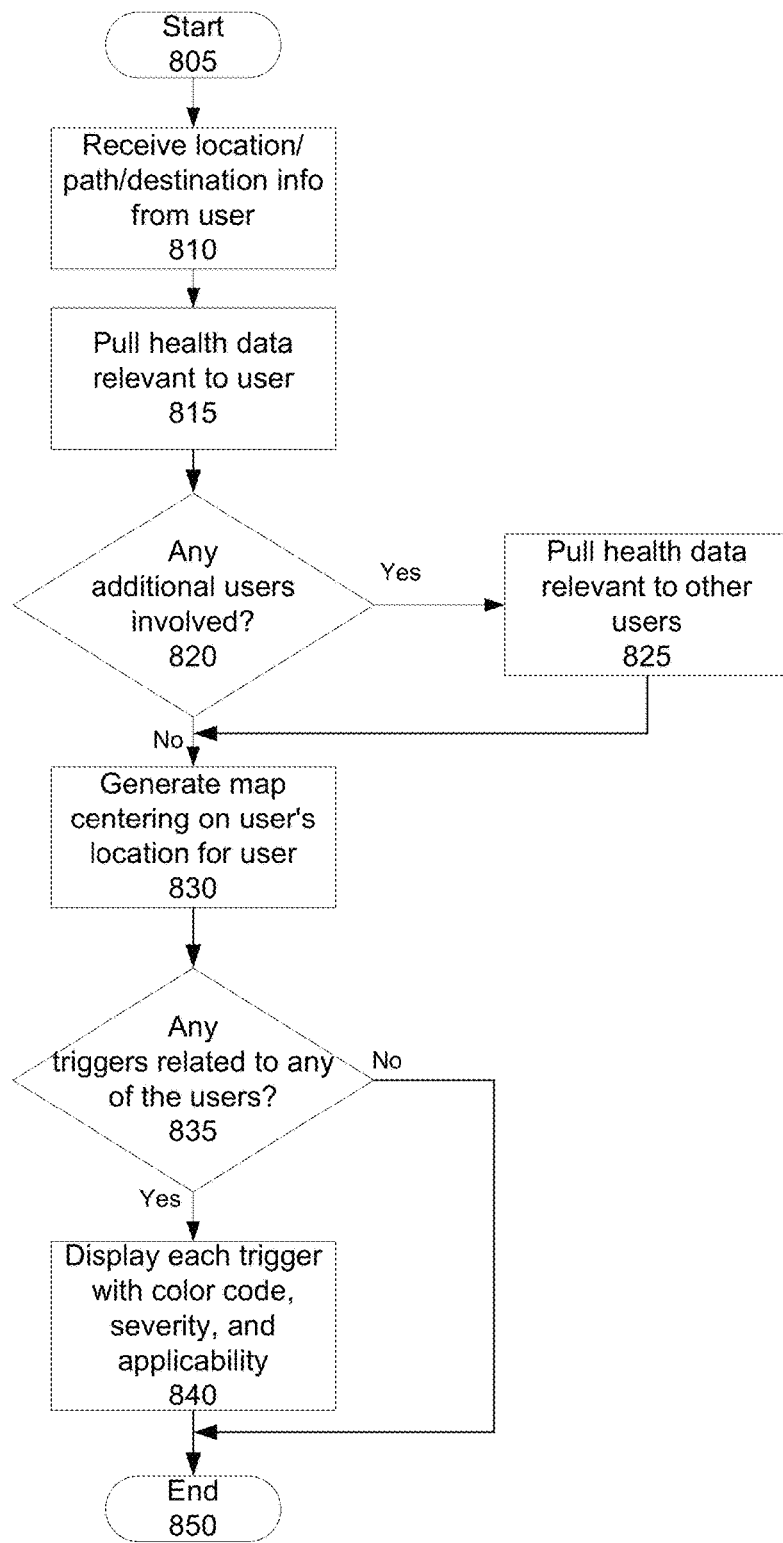 Start
805
Receive location/
path/destination info
from user
810
Pull health data
relevant to user
815
Any
additional users
involved?
820
Yes
Pull health data
relevant to other
users
825
No
Generate map
centering on user's
location for user
830
Any
triggers related to any
of the users?
835
No
Yes
Display each trigger
with color code,
severity, and
applicability
840
End
850